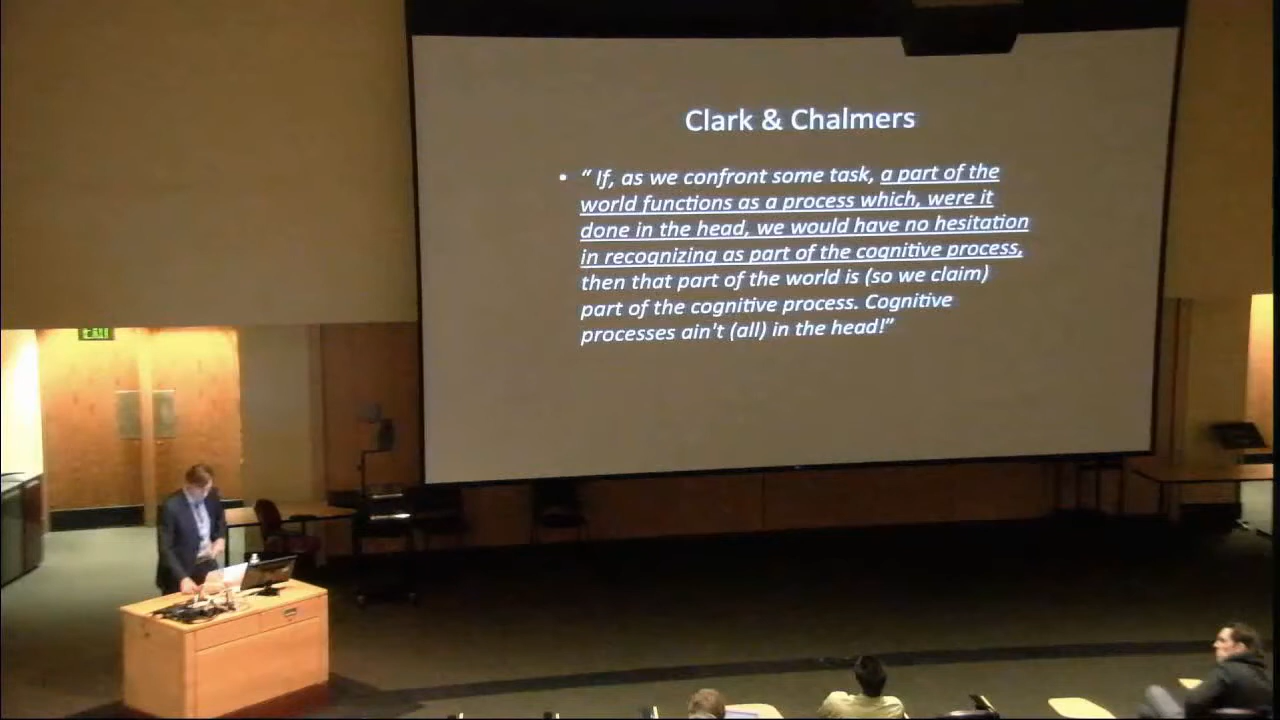 Clark & Chalmers
• “ If, as we confront some task, a part of the
world functions as a process which, were it
done in the head, we would have no hesitation
in recognizing as part of the cognitive process,
then that part of the world is (so we claim)
part of the cognitive process. Cognitive
processes ain't (all) in the head!”
EXIT